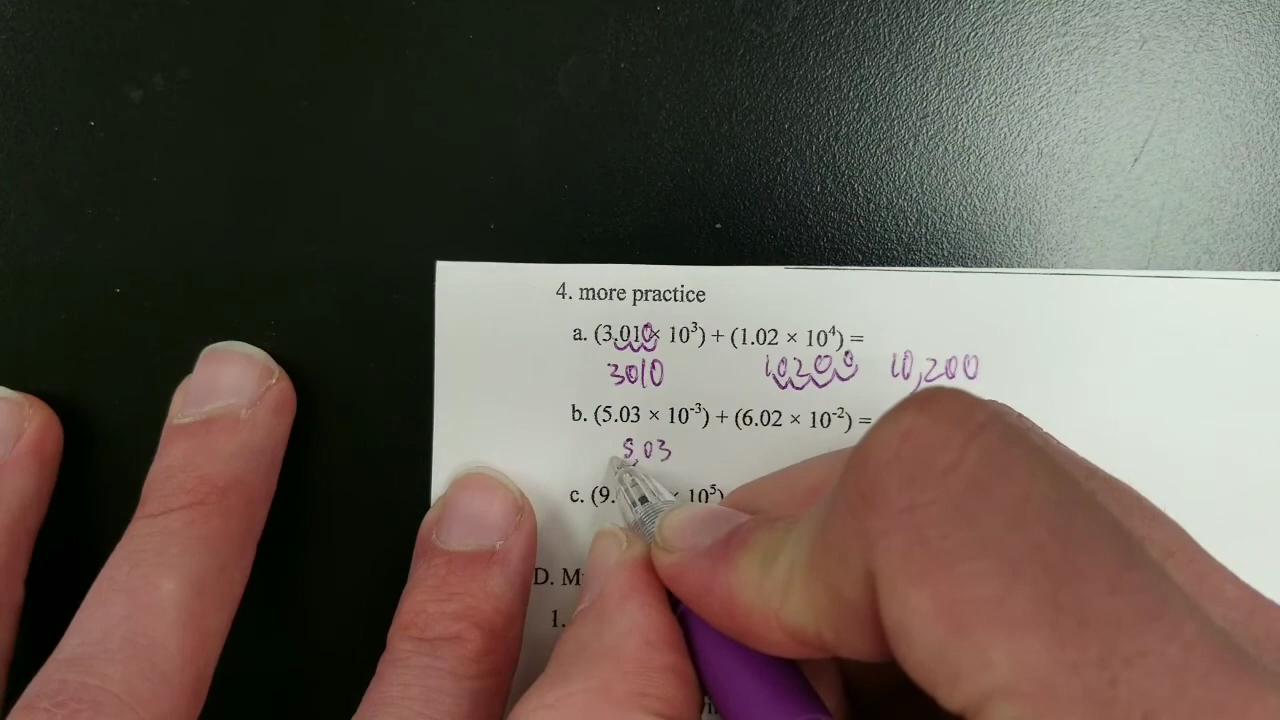 4. more practice
a. (3.010 × 10³) + (1.02 × 10⁴) =
3010 10200 10,200
b. (5.03 × 10⁻³) + (6.02 × 10⁻²) =
5.03
c. (9. × 10⁵)
D. M
1.